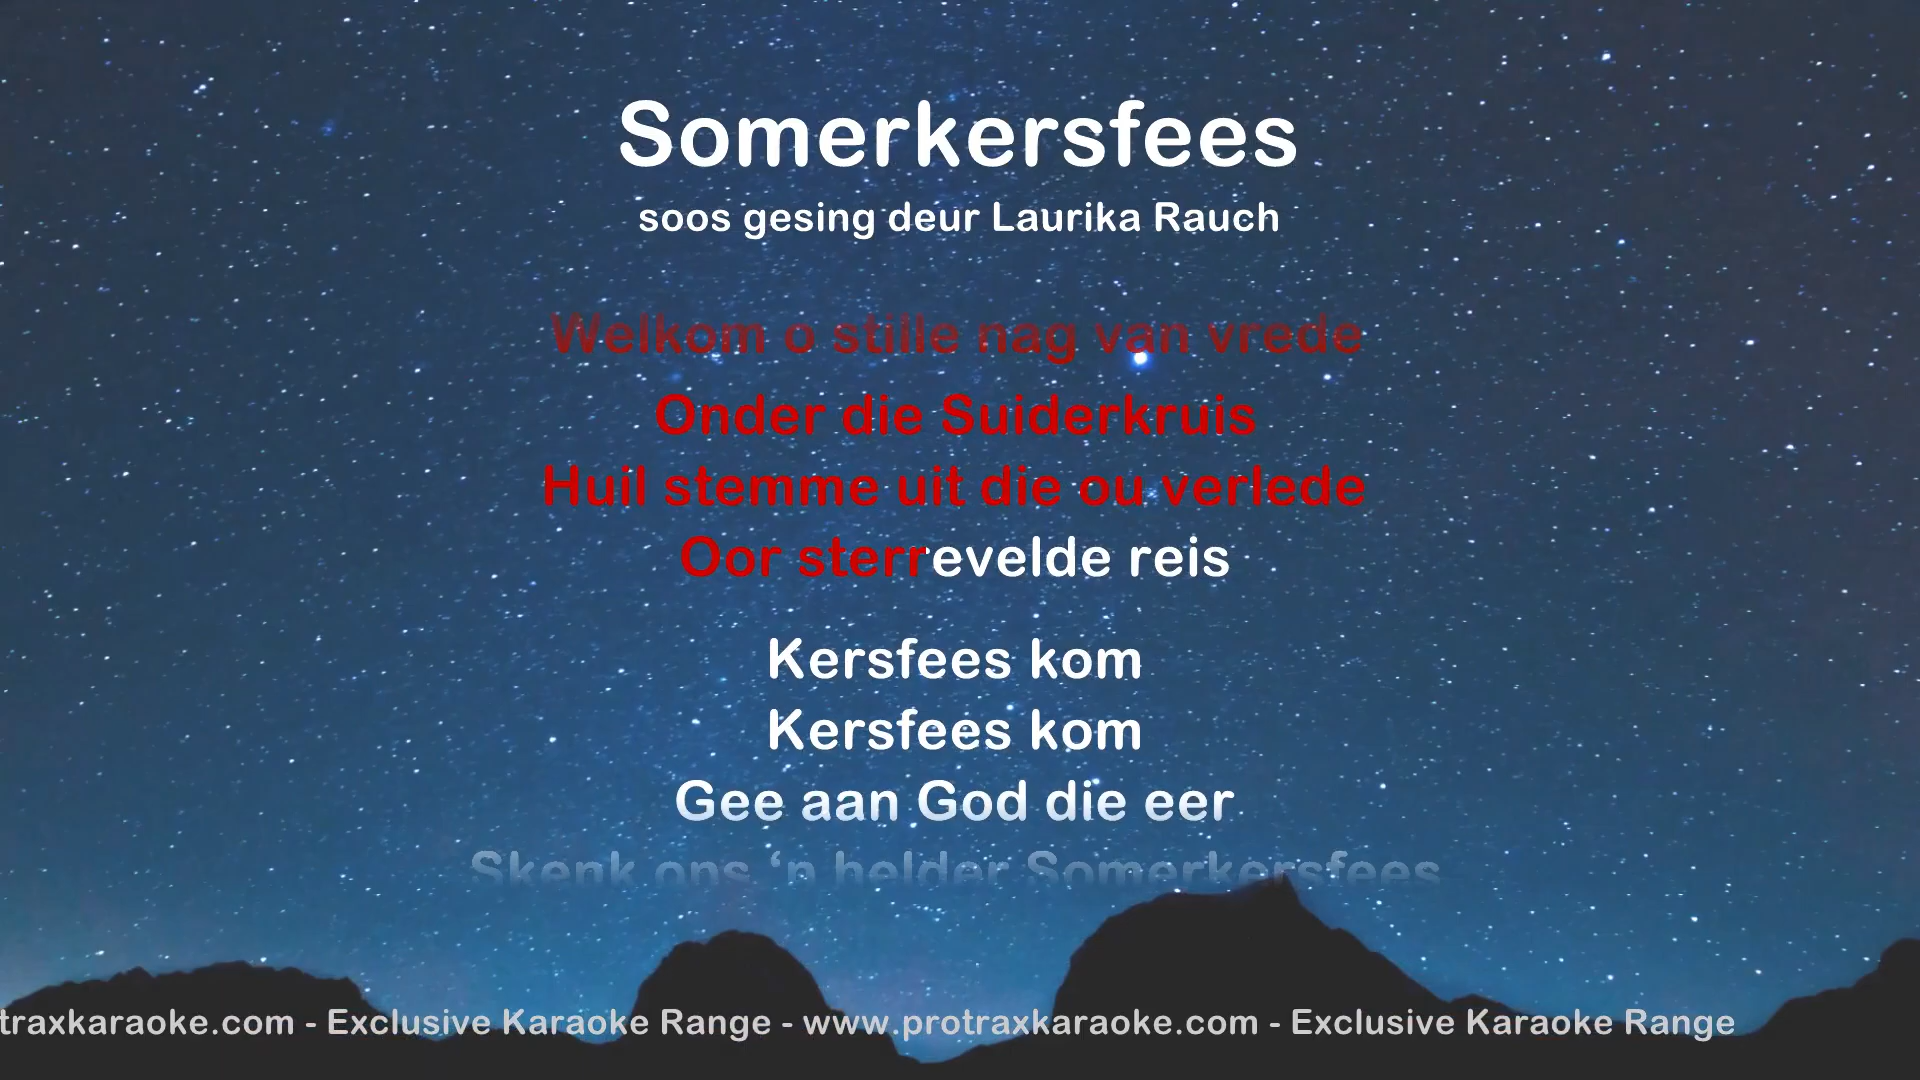 Somerkersfees
soos gesing deur Laurika Rauch
Welkom o stille nag van vrede
Onder die Suiderkruis
Huil stemme uit die ou verlede
Oor sterrevelde reis
Kersfees kom
Kersfees kom
Gee aan God die eer
Skenk ons ‘n helder Somerkersfees
traxkaraoke.com - Exclusive Karaoke Range - www.protraxkaraoke.com - Exclusive Karaoke Range